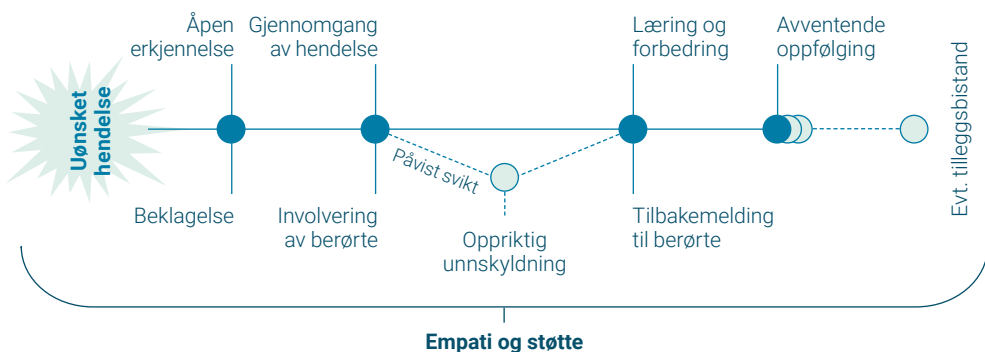 Åpen
erkjennelse
Gjennomgang
av hendelse
Læring og
forbedring
Avventende
oppfølging
Uønsket
hendelse
Påvist svikt
Evt. tilleggsbistand
Beklagelse
Involvering
av berørte
Oppriktig
unnskyldning
Tilbakemelding
til berørte
Empati og støtte